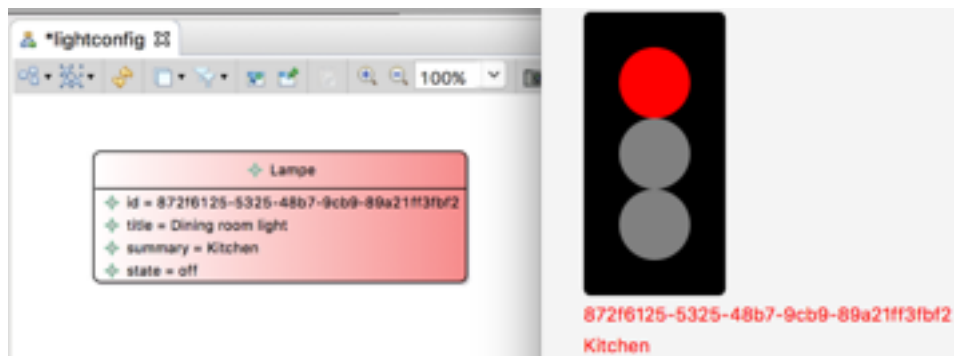 *lightconfig
100%
Lampe
id = 872f6125-5325-48b7-9cb9-89a21ff3fbf2
title = Dining room light
summary = Kitchen
state = off
872f6125-5325-48b7-9cb9-89a21ff3fbf2
Kitchen